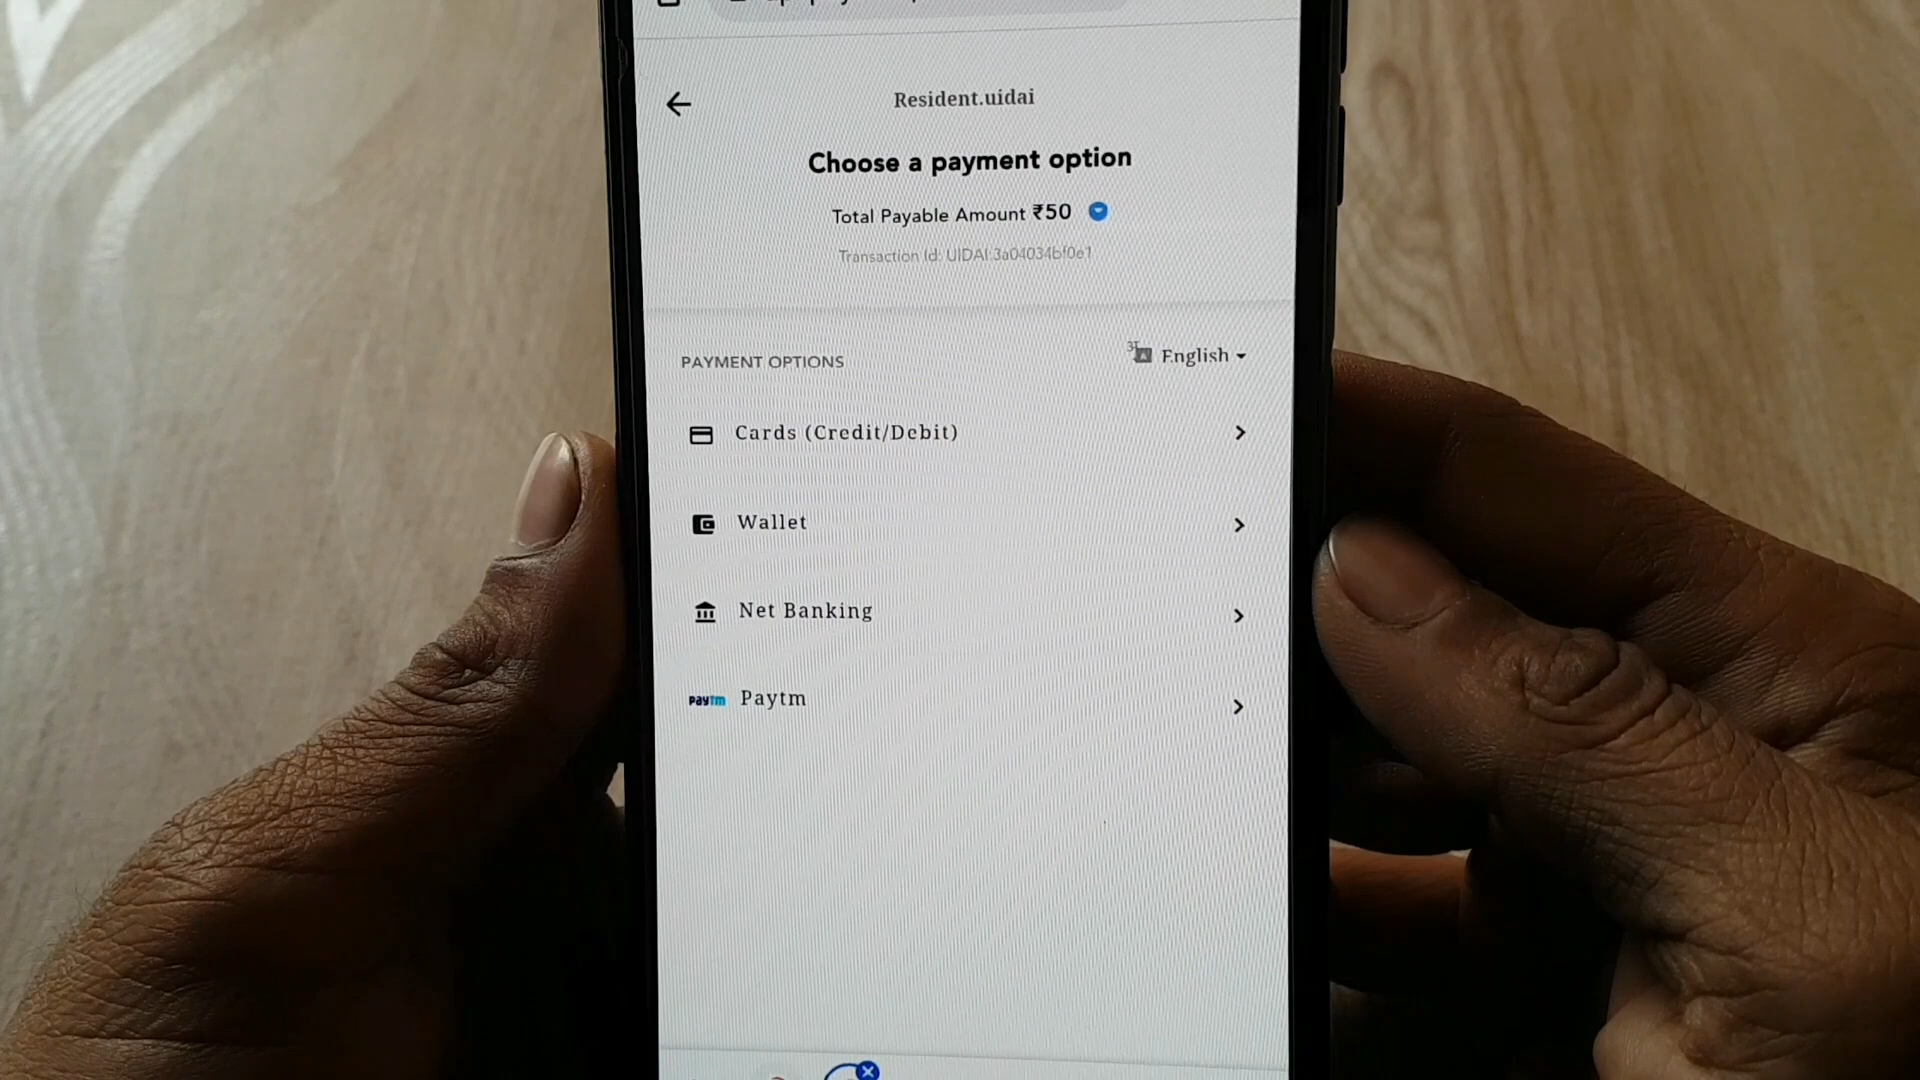 Resident.uidai
Choose a payment option
Total Payable Amount ₹50
Transaction Id: UIDAI:3a04034bf0e1
PAYMENT OPTIONS
English
Cards (Credit/Debit)
Wallet
Net Banking
paytm Paytm